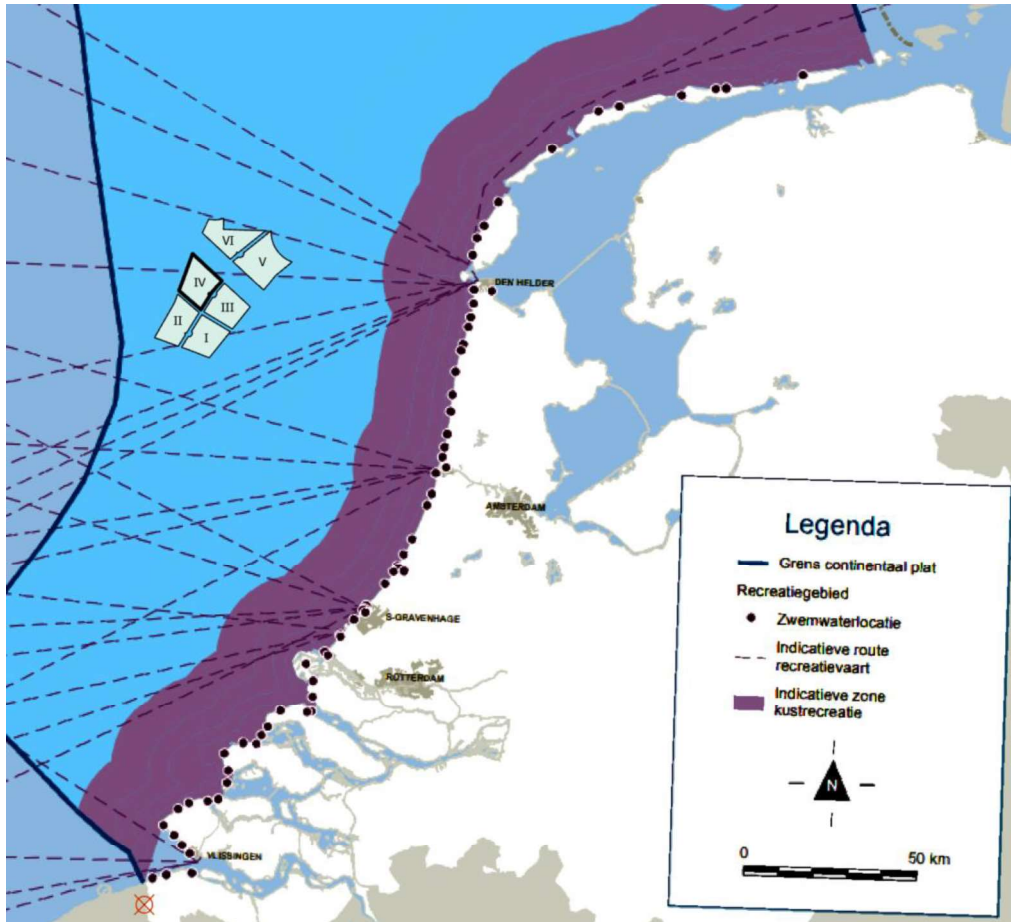 VI
V
IV
III
II
I
DEN HELDER
AMSTERDAM
S-GRAVENHAGE
ROTTERDAM
VLISSINGEN
Legenda
Grens continentaal plat
Recreatiegebied
Zwemwaterlocatie
Indicatieve route
recreatievaart
Indicatieve zone
kustrecreatie
N
0
50 km